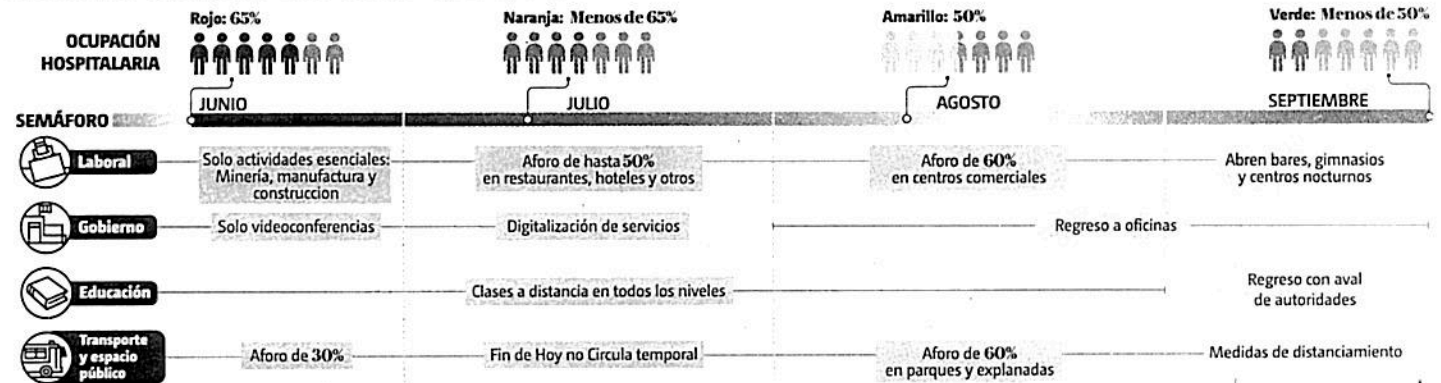 Rojo: 65%
Naranja: Menos de 65%
Amarillo: 50%
Verde: Menos de 50%
OCUPACIÓN
HOSPITALARIA
JUNIO
JULIO
AGOSTO
SEPTIEMBRE
SEMÁFORO
Laboral
Solo actividades esenciales:
Minería, manufactura y
construccion
Aforo de hasta 50%
en restaurantes, hoteles y otros
Aforo de 60%
en centros comerciales
Abren bares, gimnasios
y centros nocturnos
Gobierno
Solo videoconferencias
Digitalización de servicios
Regreso a oficinas
Educación
Clases a distancia en todos los niveles
Regreso con aval
de autoridades
Transporte
y espacio
público
Aforo de 30%
Fin de Hoy no Circula temporal
Aforo de 60%
en parques y explanadas
Medidas de distanciamiento